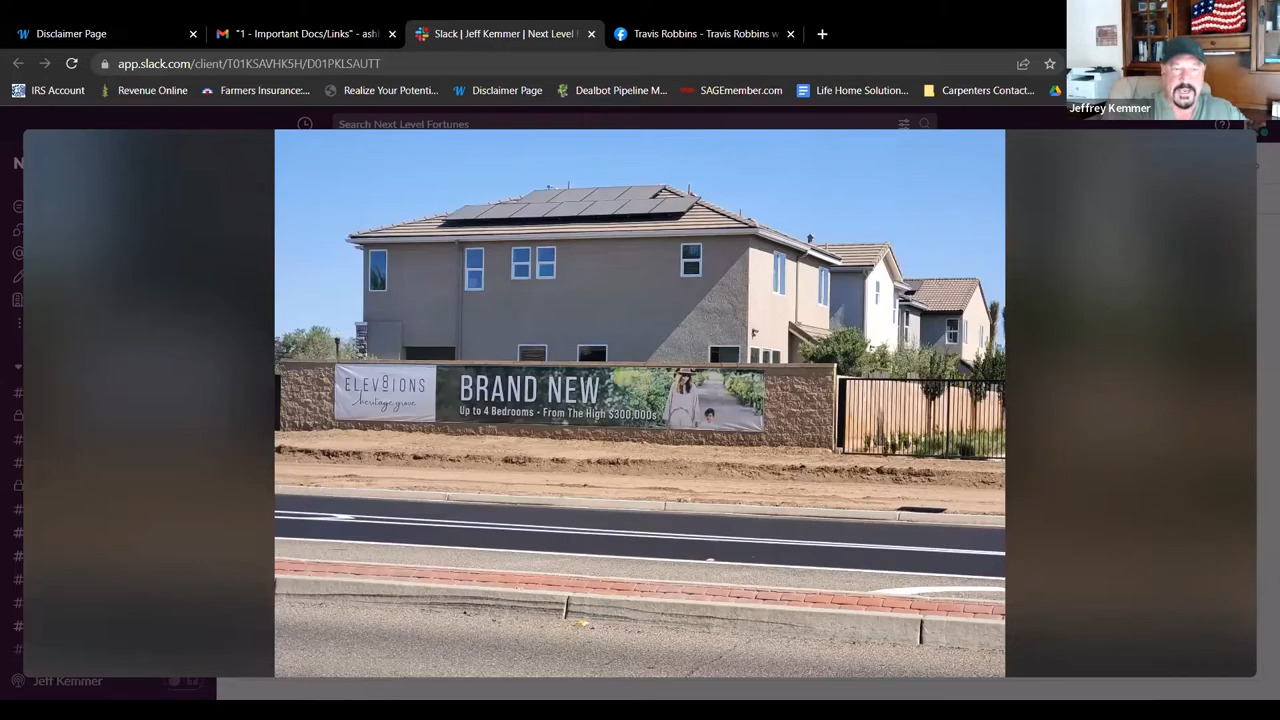 Disclaimer Page
"1 - Important Docs/Links" - ashl
Slack | Jeff Kemmer | Next Level F
Travis Robbins - Travis Robbins w
app.slack.com/client/T01KSAVHK5H/D01PKLSAUTT
IRS Account
Revenue Online
Farmers Insurance:...
Realize Your Potenti...
Disclaimer Page
Dealbot Pipeline M...
SAGEmember.com
Life Home Solution...
Carpenters Contact...
Jeffrey Kemmer
Search Next Level Fortunes
N
ELEV8IONS
heritage grove
BRAND NEW
Up to 4 Bedrooms - From The High $300,000s
Jeff Kemmer